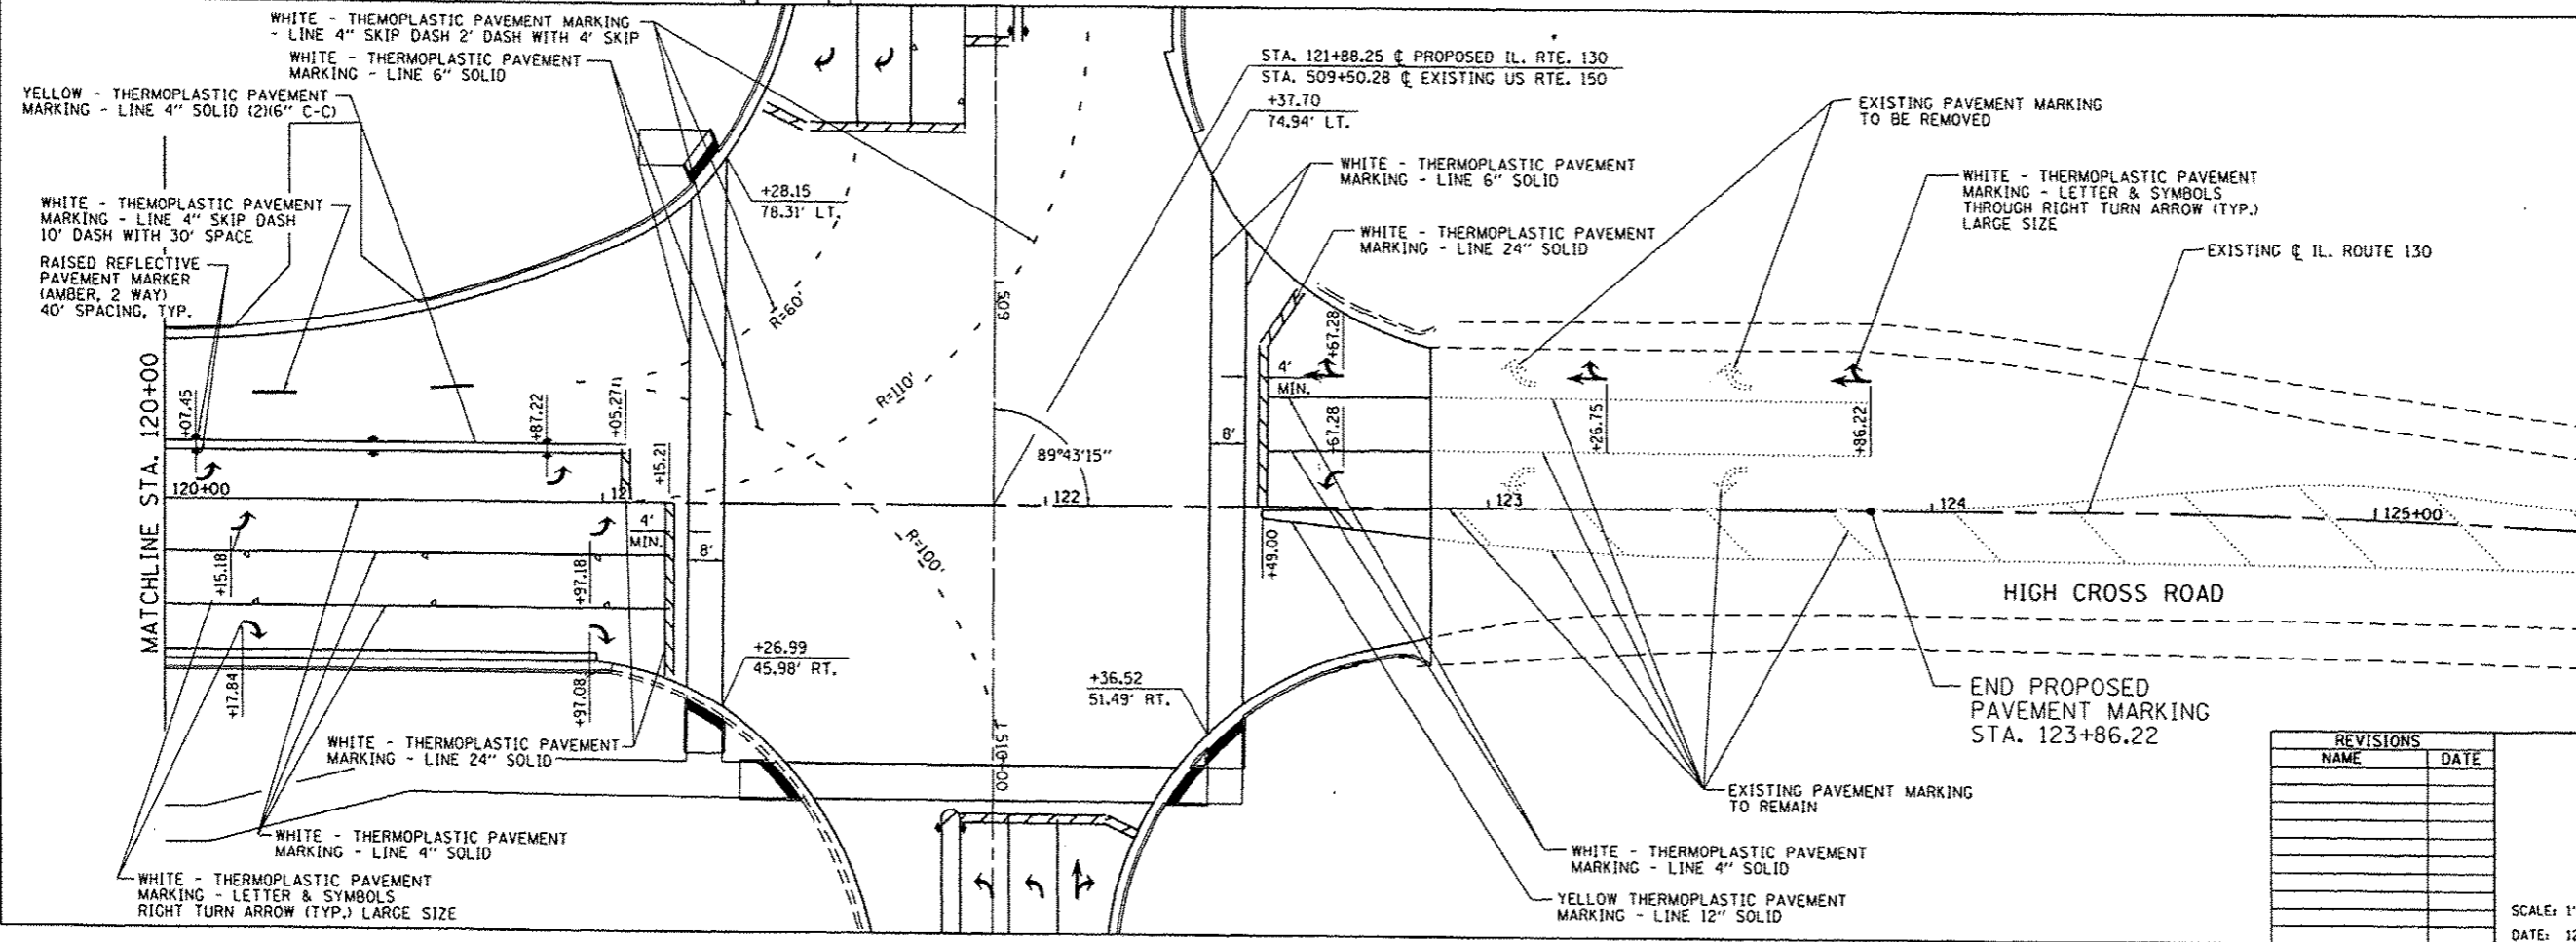 WHITE - THEMOPLASTIC PAVEMENT MARKING
- LINE 4" SKIP DASH 2' DASH WITH 4' SKIP
WHITE - THERMOPLASTIC PAVEMENT
MARKING - LINE 6" SOLID
YELLOW - THERMOPLASTIC PAVEMENT
MARKING - LINE 4" SOLID (2)(6" C-C)
WHITE - THEMOPLASTIC PAVEMENT
MARKING - LINE 4" SKIP DASH
10' DASH WITH 30' SPACE
RAISED REFLECTIVE
PAVEMENT MARKER
(AMBER, 2 WAY)
40' SPACING, TYP.
MATCHLINE STA. 120+00
+07.45
+87.22
+05.27
+15.21
120+00
121
4'
MIN.
8'
+15.18
+97.18
+17.84
+97.08
WHITE - THERMOPLASTIC PAVEMENT
MARKING - LINE 24" SOLID
WHITE - THERMOPLASTIC PAVEMENT
MARKING - LINE 4" SOLID
WHITE - THERMOPLASTIC PAVEMENT
MARKING - LETTER & SYMBOLS
RIGHT TURN ARROW (TYP.) LARGE SIZE
+28.15
78.31' LT.
R=60'
R=110'
R=100'
509
510+00
89°43'15"
122
+26.99
45.98' RT.
+36.52
51.49' RT.
STA. 121+88.25 ℄ PROPOSED IL. RTE. 130
STA. 509+50.28 ℄ EXISTING US RTE. 150
+37.70
74.94' LT.
WHITE - THERMOPLASTIC PAVEMENT
MARKING - LINE 6" SOLID
WHITE - THERMOPLASTIC PAVEMENT
MARKING - LINE 24" SOLID
EXISTING PAVEMENT MARKING
TO BE REMOVED
WHITE - THERMOPLASTIC PAVEMENT
MARKING - LETTER & SYMBOLS
THROUGH RIGHT TURN ARROW (TYP.)
LARGE SIZE
EXISTING ℄ IL. ROUTE 130
4'
MIN.
8'
+67.28
+67.28
+26.75
+86.22
+49.00
123
124
125+00
HIGH CROSS ROAD
END PROPOSED
PAVEMENT MARKING
STA. 123+86.22
EXISTING PAVEMENT MARKING
TO REMAIN
WHITE - THERMOPLASTIC PAVEMENT
MARKING - LINE 4" SOLID
YELLOW THERMOPLASTIC PAVEMENT
MARKING - LINE 12" SOLID
REVISIONS
NAME DATE
SCALE: 1"
DATE: 12